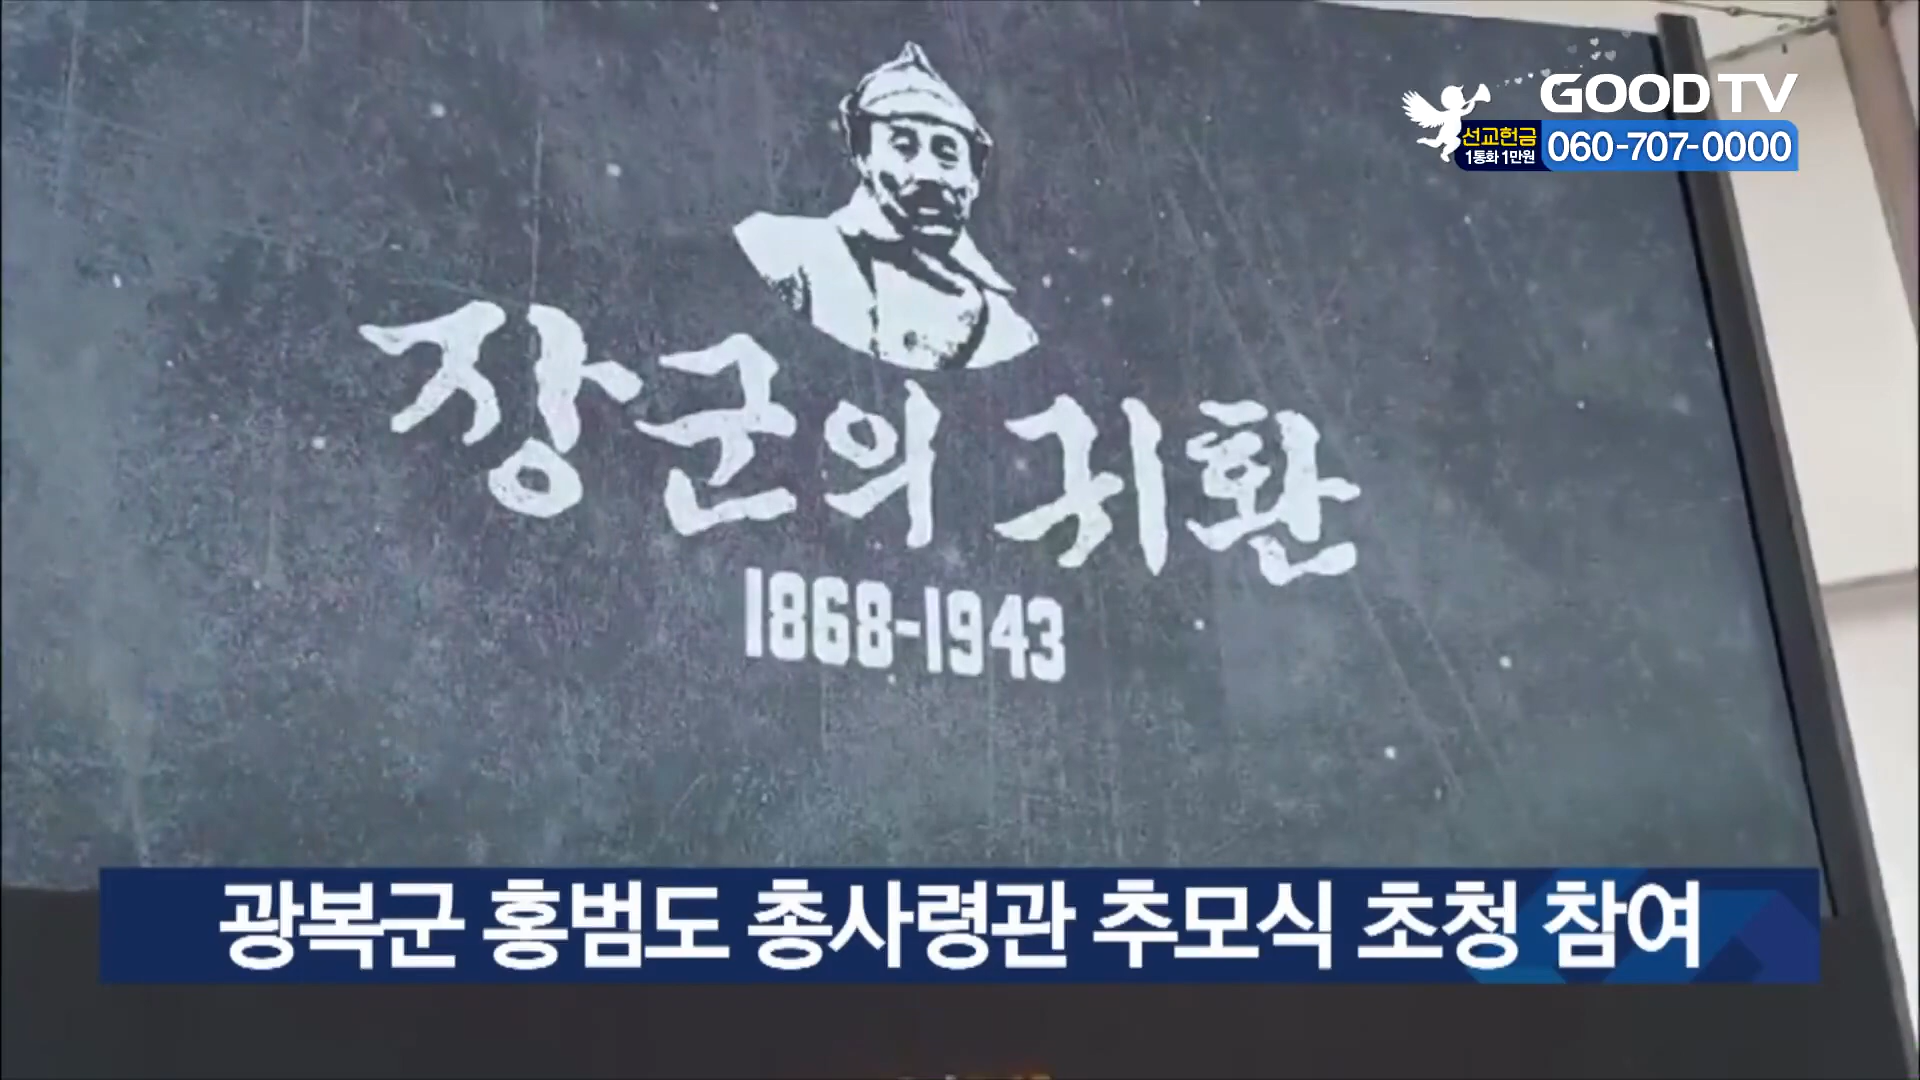 GOOD TV
선교헌금
1통화 1만원
060-707-0000
장군의 귀환
1868-1943
광복군 홍범도 총사령관 추모식 초청 참여